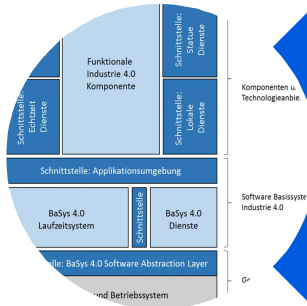 Funktionale
Industrie 4.0
Komponente
Schnittstelle:
Echtzeit
Dienste
Schnittstelle:
Statue
Dienste
Schnittstelle:
Lokale
Dienste
Komponenten
Technologieanbie
Schnittstelle: Applikationsumgebung
BaSys 4.0
Laufzeitsystem
Schnittstelle
BaSys 4.0
Dienste
Software Basissyste
Industrie 4.0
elle: BaSys 4.0 Software Abstraction Layer
und Betriebssystem